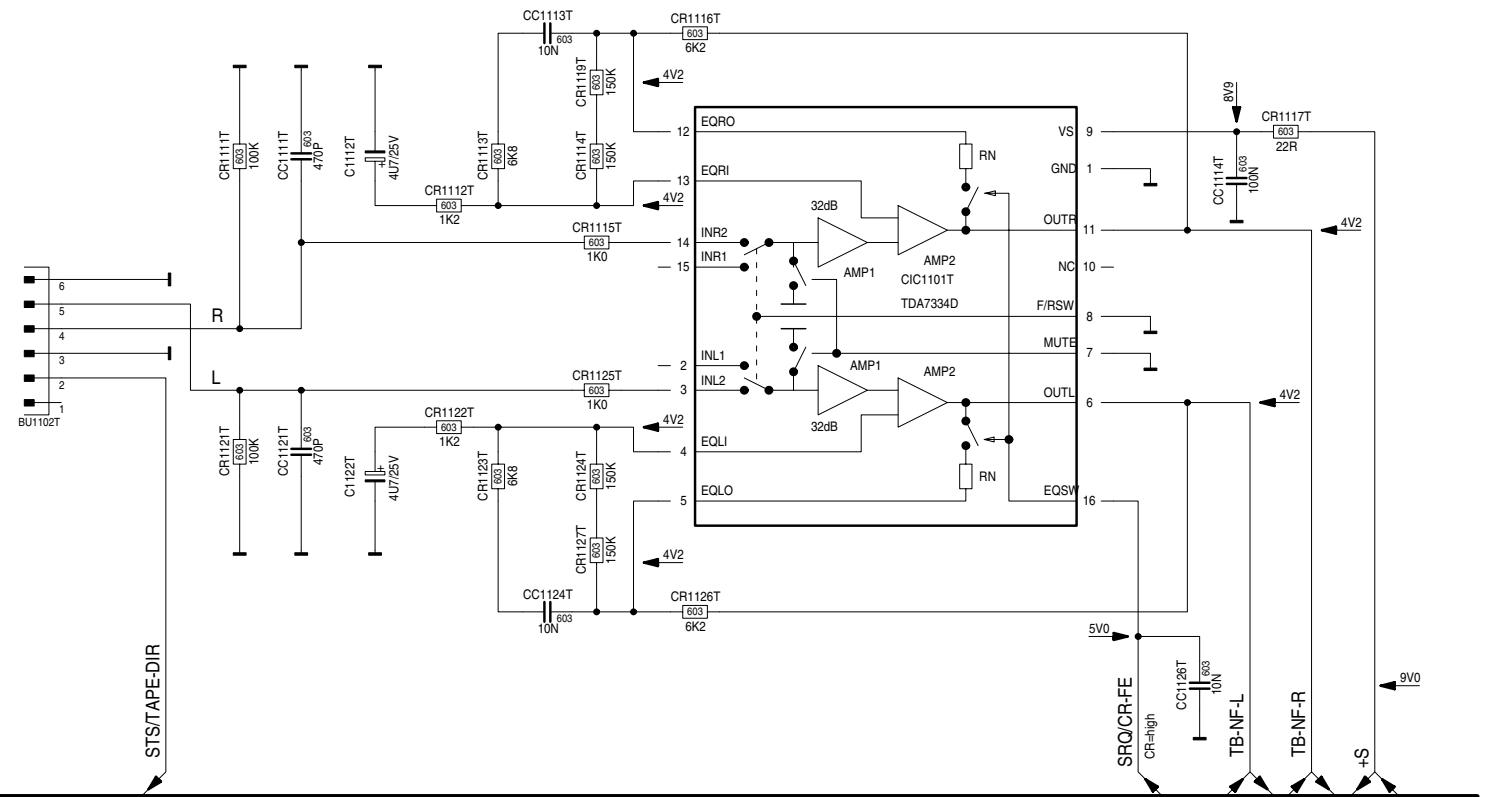 CC1113T
603
10N
CR1116T
603
6K2
CR1119T
603
150K
4V2
CR1111T
603
100K
CC1111T
603
470P
C1112T
+
4U7/25V
CR1113T
603
6K8
CR1114T
603
150K
CR1112T
603
1K2
4V2
CR1115T
603
1K0
12
EQRO
13
EQRI
14
INR2
15
INR1
2
INL1
3
INL2
4
EQLI
5
EQLO
RN
32dB
AMP1
AMP2
CIC1101T
TDA7334D
AMP1
AMP2
32dB
RN
VS
9
GND
1
OUTR
11
NC
10
F/RSW
8
MUTE
7
OUTL
6
EQSW
16
8V9
CR1117T
603
22R
CC1114T
603
100N
4V2
4V2
6
5
4
3
2
1
BU1102T
R
L
CR1125T
603
1K0
CR1122T
603
1K2
4V2
CR1121T
603
100K
CC1121T
603
470P
C1122T
+
4U7/25V
CR1123T
603
6K8
CR1124T
603
150K
CR1127T
603
150K
4V2
CC1124T
603
10N
CR1126T
603
6K2
5V0
CC1126T
603
10N
9V0
STS/TAPE-DIR
SRQ/CR-FE
CR=high
TB-NF-L
TB-NF-R
+S